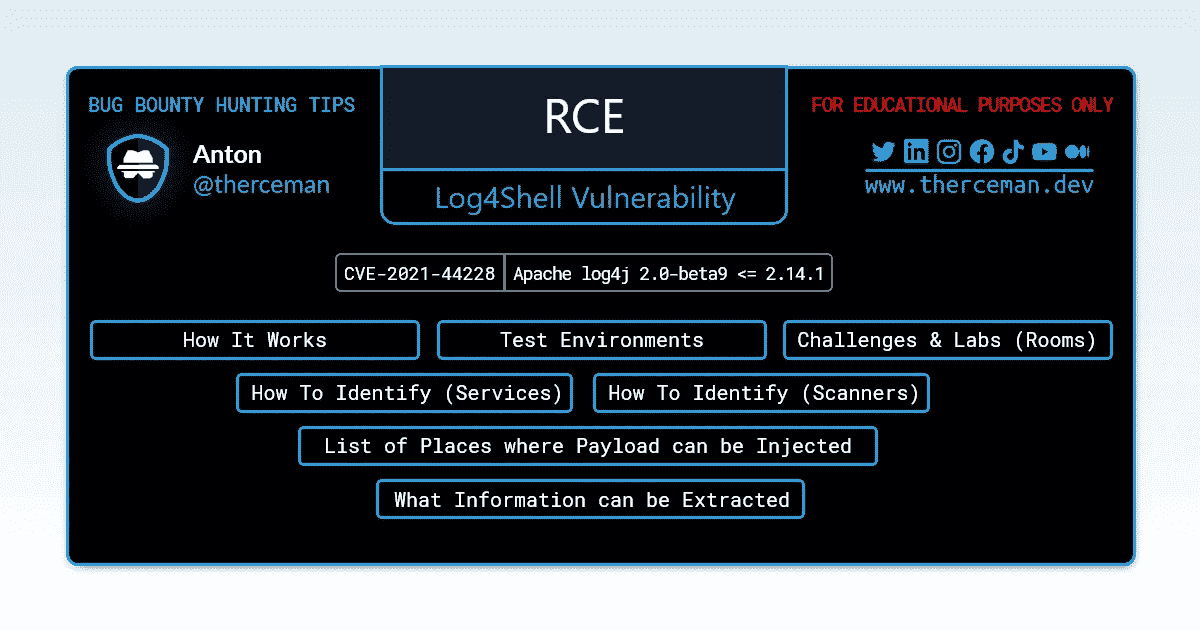 BUG BOUNTY HUNTING TIPS
Anton
@therceman
RCE
Log4Shell Vulnerability
FOR EDUCATIONAL PURPOSES ONLY
www.therceman.dev
CVE-2021-44228 Apache log4j 2.0-beta9 <= 2.14.1
How It Works Test Environments Challenges & Labs (Rooms)
How To Identify (Services) How To Identify (Scanners)
List of Places where Payload can be Injected
What Information can be Extracted